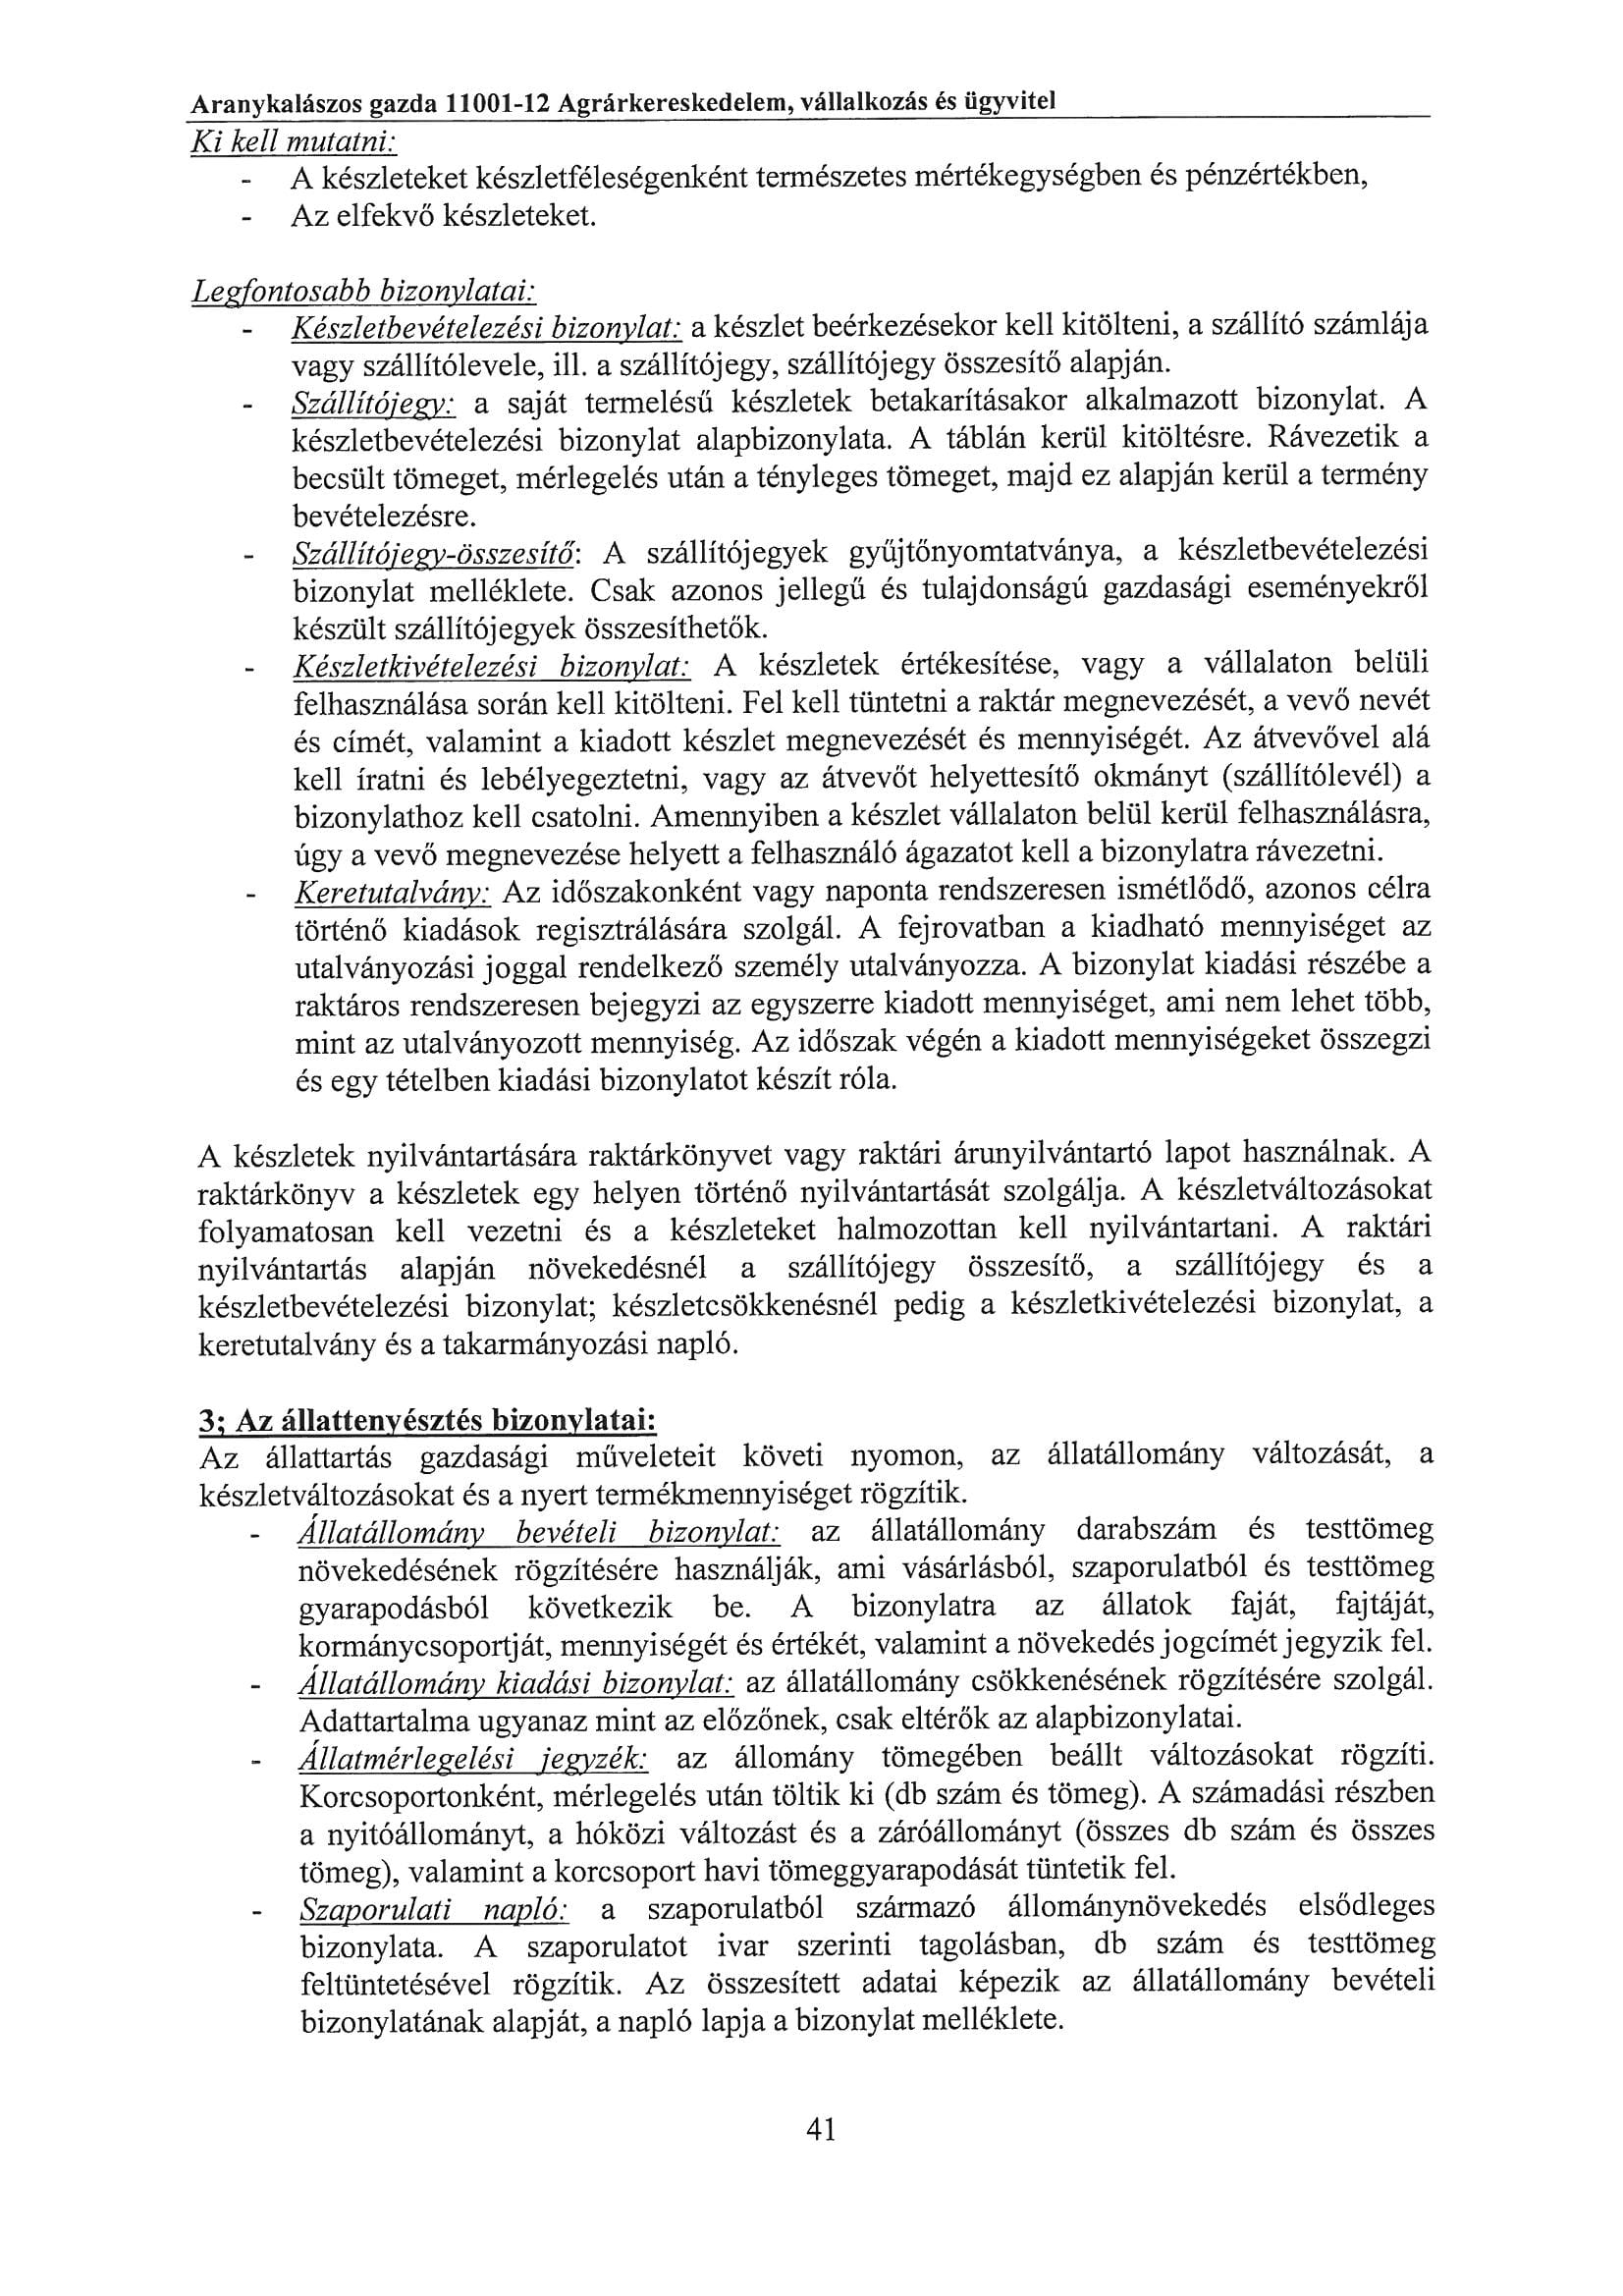 Aranykalászos gazda 11001-12 Agrárkereskedelem, vállalkozás és ügyvitel
Ki kell mutatni:
- A készleteket készletféleségenként természetes mértékegységben és pénzértékben,
- Az elfekvő készleteket.
Legfontosabb bizonylatai:
- Készletbevételezési bizonylat: a készlet beérkezésekor kell kitölteni, a szállító számlája
vagy szállítólevele, ill. a szállítójegy, szállítójegy összesítő alapján.
- Szállítójegy: a saját termelésű készletek betakarításakor alkalmazott bizonylat. A
készletbevételezési bizonylat alapbizonylata. A táblán kerül kitöltésre. Rávezetik a
becsült tömeget, mérlegelés után a tényleges tömeget, majd ez alapján kerül a termény
bevételezésre.
- Szállítójegy-összesítő: A szállítójegyek gyűjtőnyomtatványa, a készletbevételezési
bizonylat melléklete. Csak azonos jellegű és tulajdonságú gazdasági eseményekről
készült szállítójegyek összesíthetők.
- Készletkivételezési bizonylat: A készletek értékesítése, vagy a vállalaton belüli
felhasználása során kell kitölteni. Fel kell tüntetni a raktár megnevezését, a vevő nevét
és címét, valamint a kiadott készlet megnevezését és mennyiségét. Az átvevővel alá
kell íratni és lebélyegeztetni, vagy az átvevőt helyettesítő okmányt (szállítólevél) a
bizonylathoz kell csatolni. Amennyiben a készlet vállalaton belül kerül felhasználásra,
úgy a vevő megnevezése helyett a felhasználó ágazatot kell a bizonylatra rávezetni.
- Keretutalvány: Az időszakonként vagy naponta rendszeresen ismétlődő, azonos célra
történő kiadások regisztrálására szolgál. A fejrovatban a kiadható mennyiséget az
utalványozási joggal rendelkező személy utalványozza. A bizonylat kiadási részébe a
raktáros rendszeresen bejegyzi az egyszerre kiadott mennyiséget, ami nem lehet több,
mint az utalványozott mennyiség. Az időszak végén a kiadott mennyiségeket összegzi
és egy tételben kiadási bizonylatot készít róla.
A készletek nyilvántartására raktárkönyvet vagy raktári árunyilvántartó lapot használnak. A
raktárkönyv a készletek egy helyen történő nyilvántartását szolgálja. A készletváltozásokat
folyamatosan kell vezetni és a készleteket halmozottan kell nyilvántartani. A raktári
nyilvántartás alapján növekedésnél a szállítójegy összesítő, a szállítójegy és a
készletbevételezési bizonylat; készletcsökkenésnél pedig a készletkivételezési bizonylat, a
keretutalvány és a takarmányozási napló.
3; Az állattenyésztés bizonylatai:
Az állattartás gazdasági műveleteit követi nyomon, az állatállomány változását, a
készletváltozásokat és a nyert termékmennyiséget rögzítik.
- Állatállomány bevételi bizonylat: az állatállomány darabszám és testtömeg
növekedésének rögzítésére használják, ami vásárlásból, szaporulatból és testtömeg
gyarapodásból következik be. A bizonylatra az állatok faját, fajtáját,
kormánycsoportját, mennyiségét és értékét, valamint a növekedés jogcímét jegyzik fel.
- Állatállomány kiadási bizonylat: az állatállomány csökkenésének rögzítésére szolgál.
Adattartalma ugyanaz mint az előzőnek, csak eltérők az alapbizonylatai.
- Állatmérlegelési jegyzék: az állomány tömegében beállt változásokat rögzíti.
Korcsoportonként, mérlegelés után töltik ki (db szám és tömeg). A számadási részben
a nyitóállományt, a hóközi változást és a záróállományt (összes db szám és összes
tömeg), valamint a korcsoport havi tömeggyarapodását tüntetik fel.
- Szaporulati napló: a szaporulatból származó állománynövekedés elsődleges
bizonylata. A szaporulatot ivar szerinti tagolásban, db szám és testtömeg
feltüntetésével rögzítik. Az összesített adatai képezik az állatállomány bevételi
bizonylatának alapját, a napló lapja a bizonylat melléklete.
41